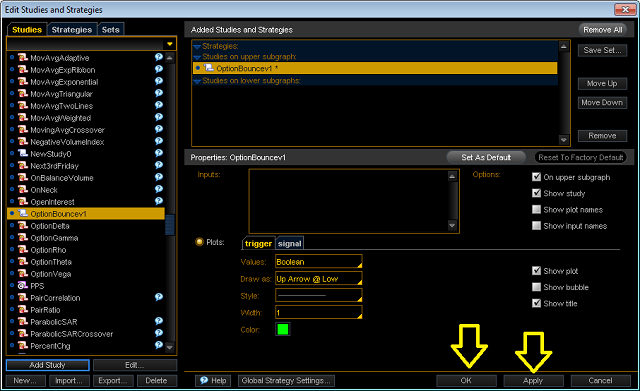 Edit Studies and Strategies
Studies Strategies Sets
MovAvgAdaptive
MovAvgExpRibbon
MovAvgExponential
MovAvgTriangular
MovAvgTwoLines
MovAvgWeighted
MovingAvgCrossover
NegativeVolumeIndex
NewStudy0
Next3rdFriday
OnBalanceVolume
OnNeck
OpenInterest
OptionBouncev1
OptionDelta
OptionGamma
OptionRho
OptionTheta
OptionVega
PPS
PairCorrelation
PairRatio
ParabolicSAR
ParabolicSARCrossover
PercentChg
Add Study Edit...
New... Import... Export... Delete
Added Studies and Strategies Remove All
Strategies:
Studies on upper subgraph:
OptionBouncev1 *
Studies on lower subgraphs:
Save Set...
Move Up
Move Down
Remove
Properties: OptionBouncev1 Set As Default Reset To Factory Default
Inputs:
Options:
On upper subgraph
Show study
Show plot names
Show input names
Plots: trigger signal
Values: Boolean
Draw as: Up Arrow @ Low
Style:
Width: 1
Color:
Show plot
Show bubble
Show title
? Help Global Strategy Settings... OK Apply Cancel